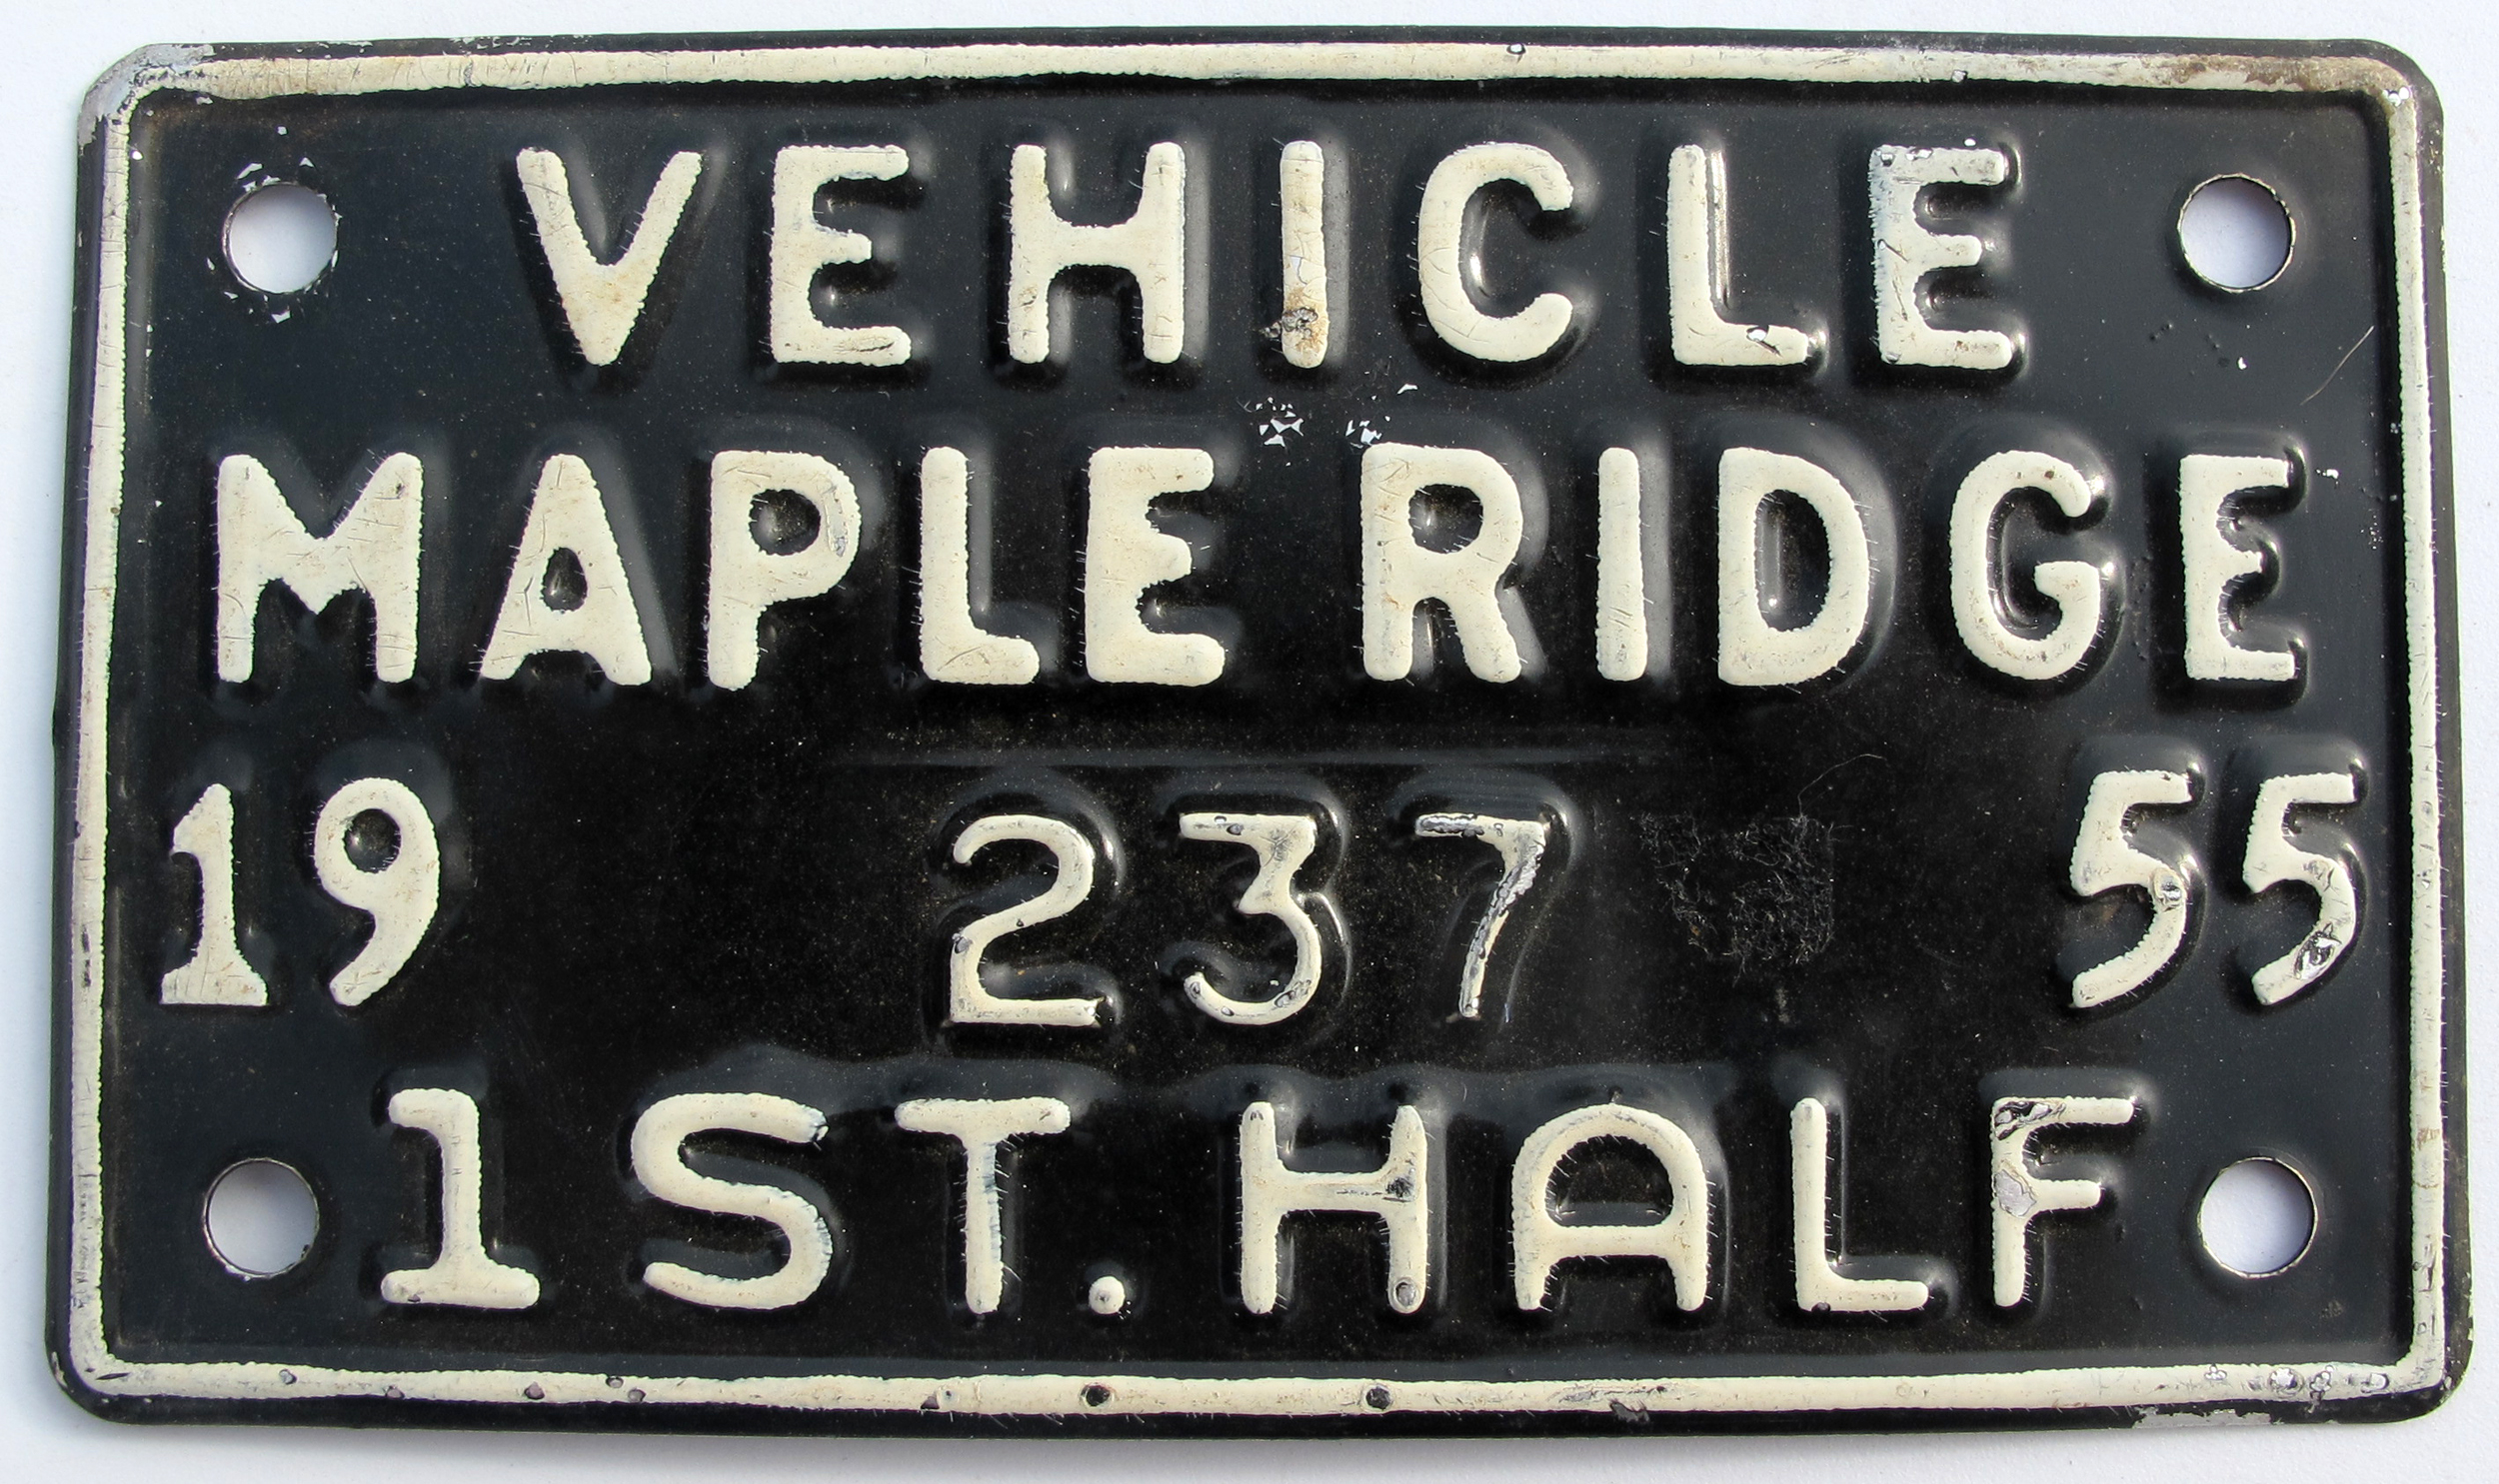 VEHICLE
MAPLE RIDGE
19 237 55
1ST. HALF